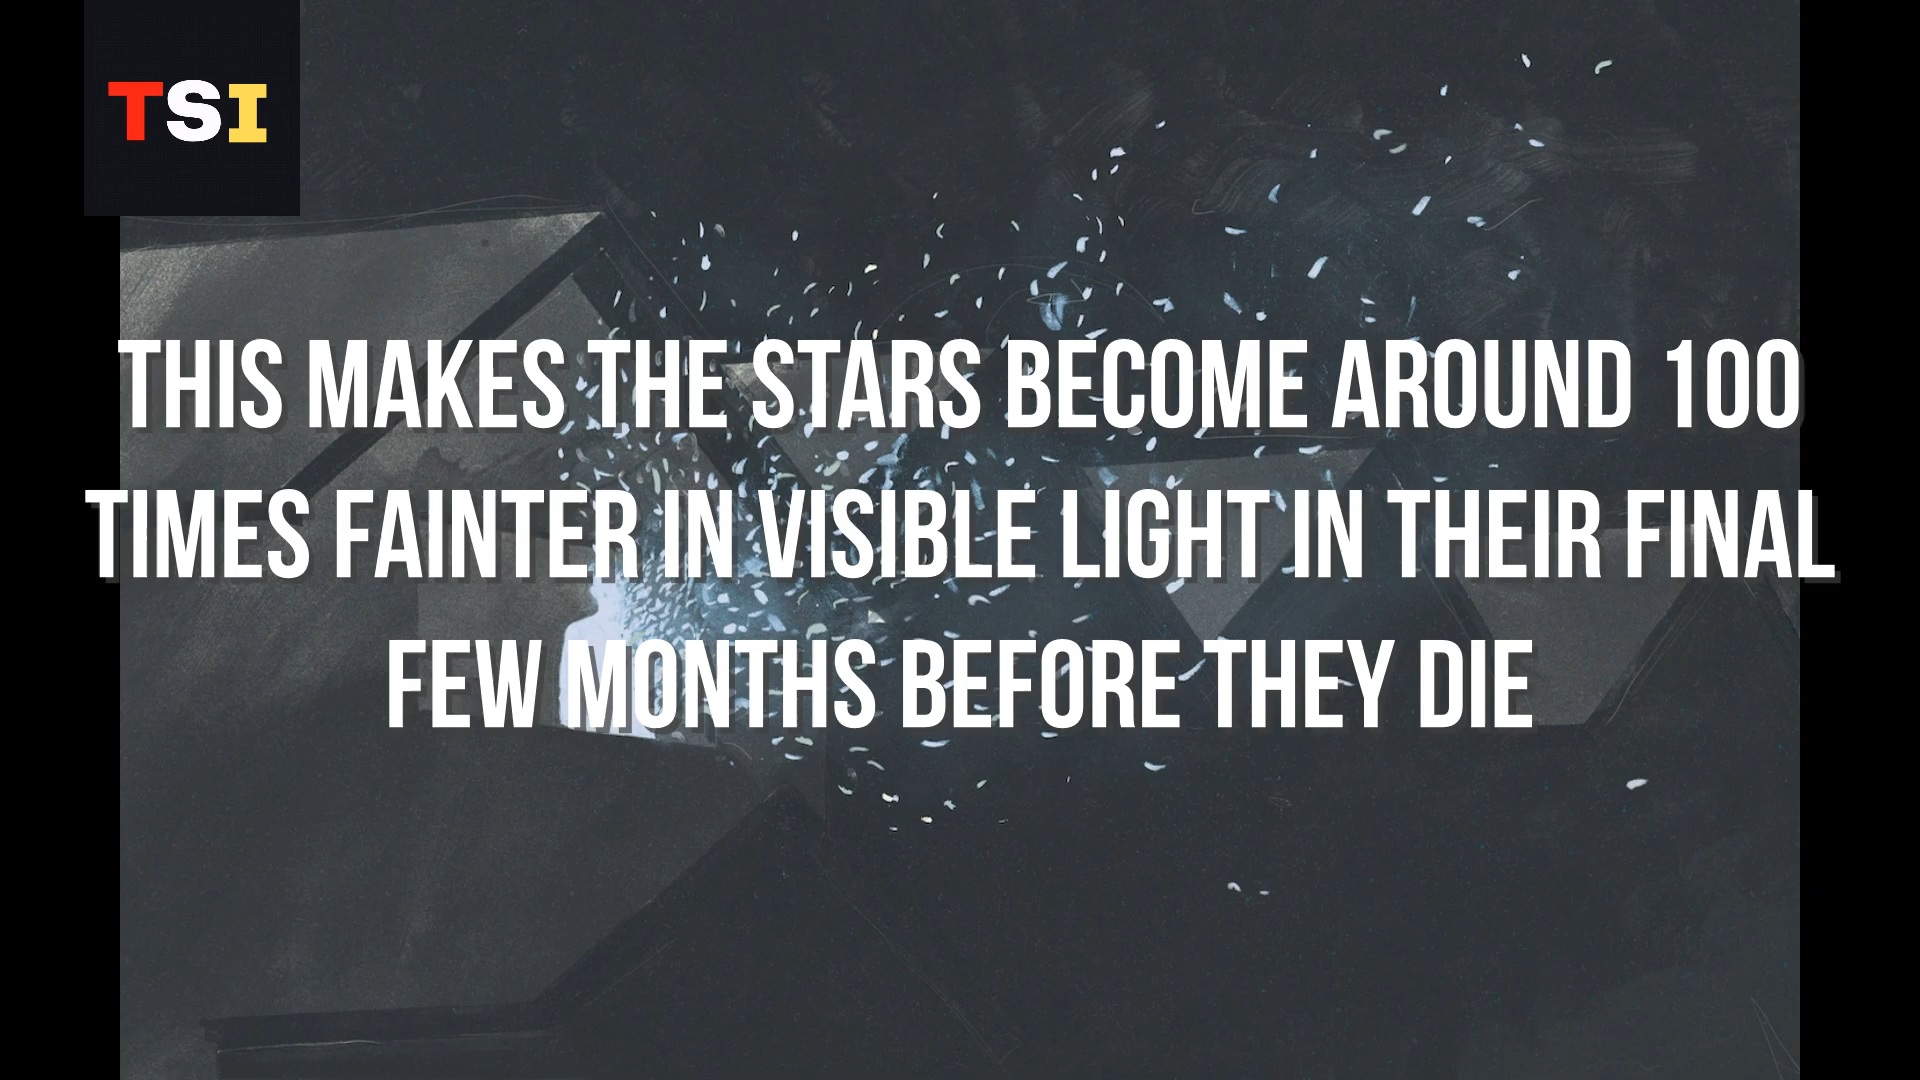 TSI
THIS MAKES THE STARS BECOME AROUND 100
TIMES FAINTER IN VISIBLE LIGHT IN THEIR FINAL
FEW MONTHS BEFORE THEY DIE